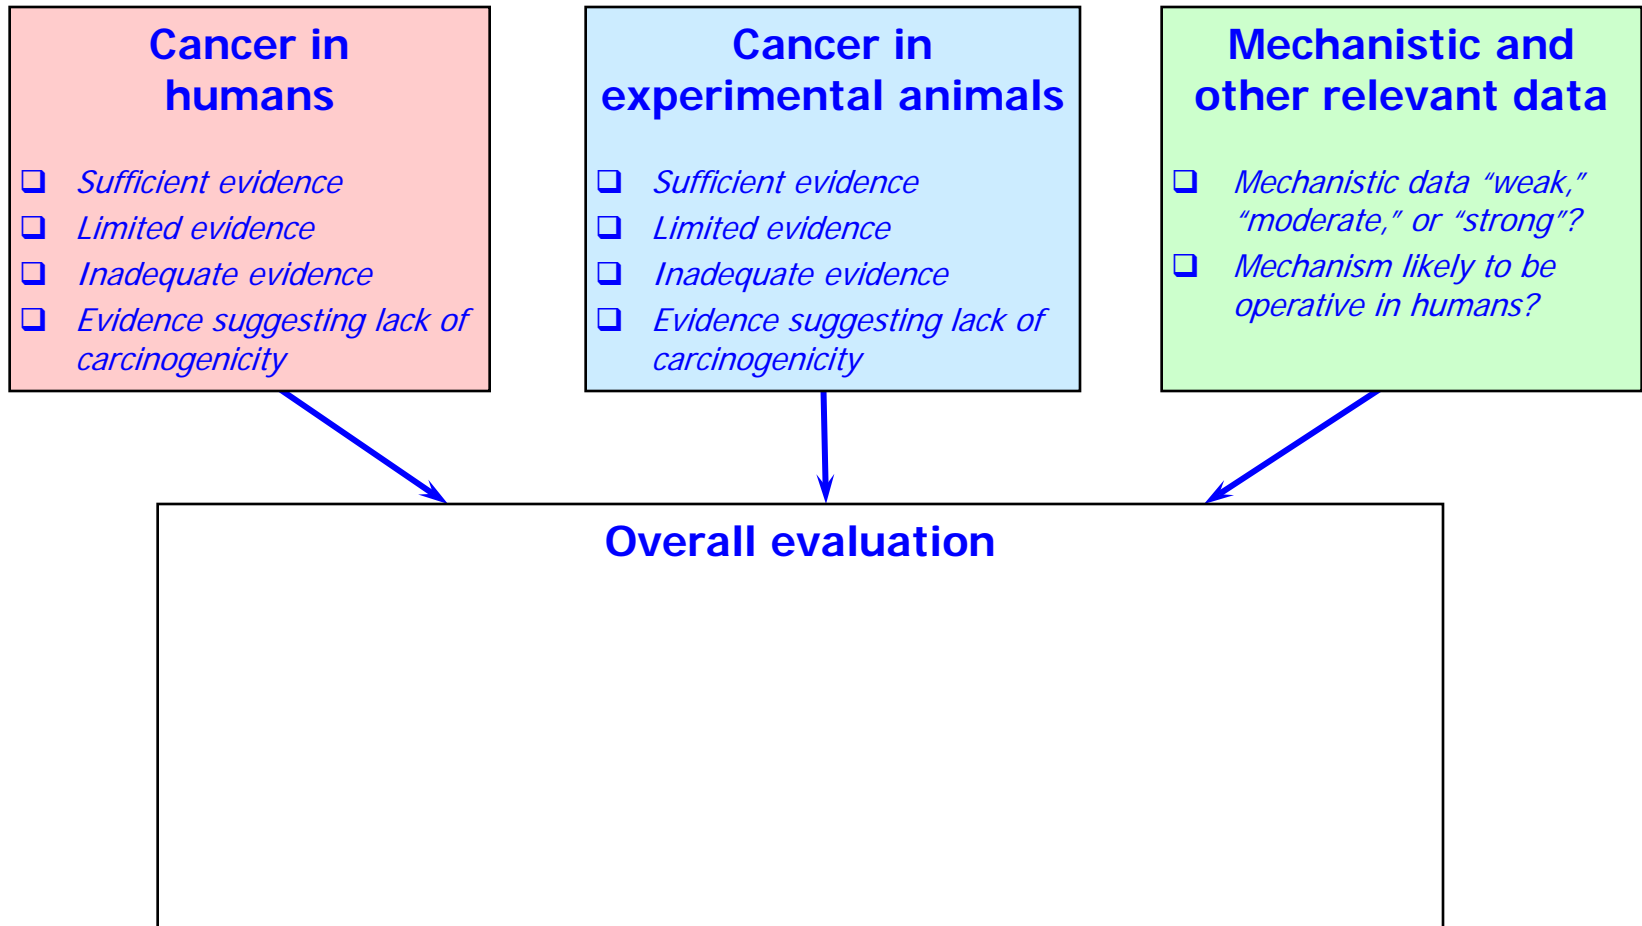 Cancer in
humans
❑ Sufficient evidence
❑ Limited evidence
❑ Inadequate evidence
❑ Evidence suggesting lack of
carcinogenicity
Cancer in
experimental animals
❑ Sufficient evidence
❑ Limited evidence
❑ Inadequate evidence
❑ Evidence suggesting lack of
carcinogenicity
Mechanistic and
other relevant data
❑ Mechanistic data “weak,”
“moderate,” or “strong”?
❑ Mechanism likely to be
operative in humans?
Overall evaluation